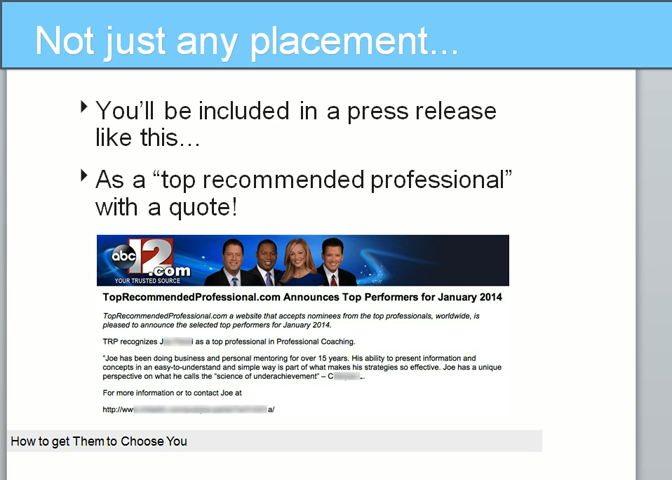 Not just any placement...
You'll be included in a press release
like this...
As a "top recommended professional"
with a quote!
abc 12.com
YOUR TRUSTED SOURCE
TopRecommendedProfessional.com Announces Top Performers for January 2014
TopRecommendedProfessional.com a website that accepts nominees from the top professionals, worldwide, is
pleased to announce the selected top performers for January 2014.
TRP recognizes J i as a top professional in Professional Coaching.
"Joe has been doing business and personal mentoring for over 15 years. His ability to present information and
concepts in an easy-to-understand and simple way is part of what makes his strategies so effective. Joe has a unique
perspective on what he calls the "science of underachievement" – C
For more information or to contact Joe at
http://ww a/
How to get Them to Choose You